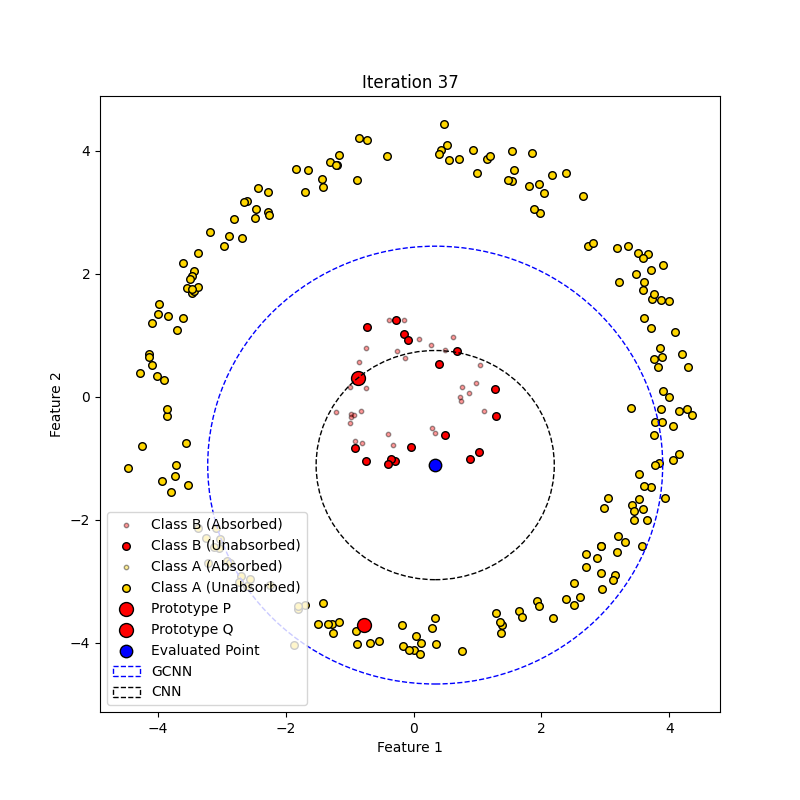 Iteration 37
4
2
0
−2
−4
Feature 2
Class B (Absorbed)
Class B (Unabsorbed)
Class A (Absorbed)
Class A (Unabsorbed)
Prototype P
Prototype Q
Evaluated Point
GCNN
CNN
−4 −2 0 2 4
Feature 1